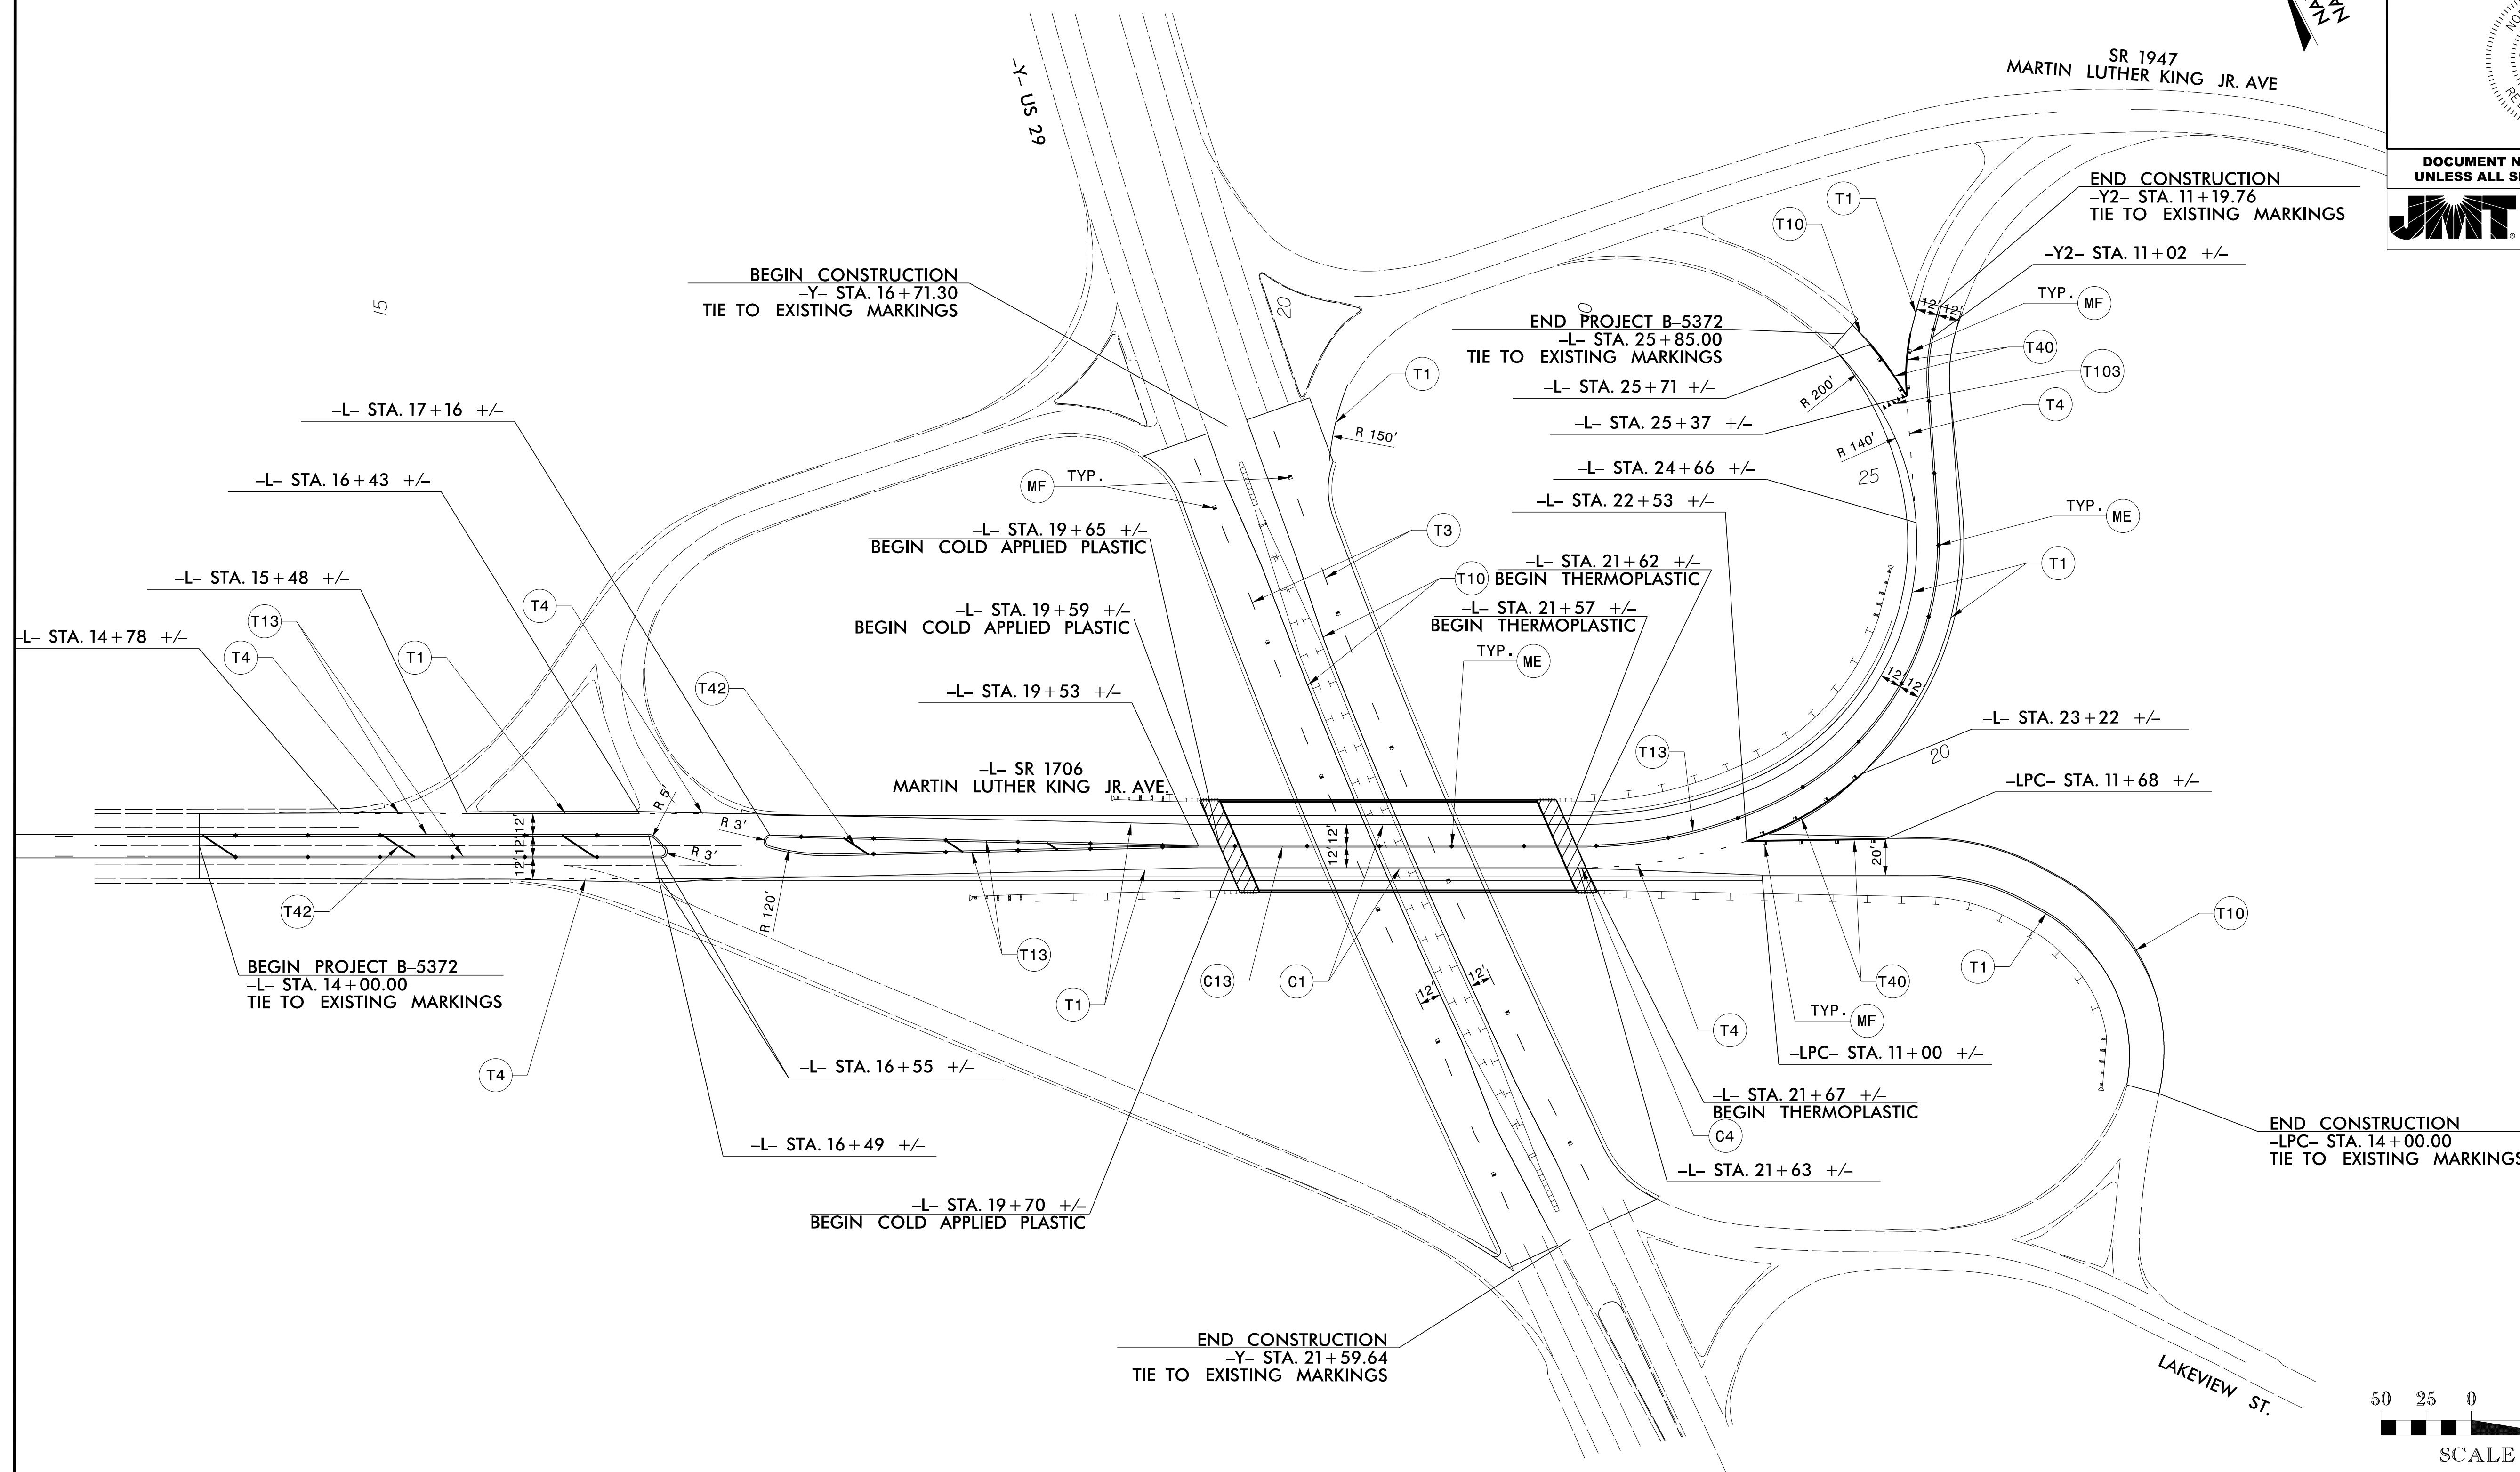 SR 1947
MARTIN LUTHER KING JR. AVE
-Y- US 29
DOCUMENT N
UNLESS ALL
JMT
®
END CONSTRUCTION
-Y2- STA. 11+19.76
TIE TO EXISTING MARKINGS
T1
T10
-Y2- STA. 11+02 +/-
TYP. MF
12' 12'
BEGIN CONSTRUCTION
-Y- STA. 16+71.30
TIE TO EXISTING MARKINGS
15
20
END PROJECT B-5372
-L- STA. 25+85.00
TIE TO EXISTING MARKINGS
T40
T103
T1
-L- STA. 25+71 +/-
R 200'
T4
-L- STA. 17+16 +/-
-L- STA. 25+37 +/-
R 150'
R 140'
25
-L- STA. 24+66 +/-
-L- STA. 16+43 +/-
MF TYP.
-L- STA. 22+53 +/-
TYP. ME
-L- STA. 19+65 +/-
BEGIN COLD APPLIED PLASTIC
T3
-L- STA. 21+62 +/-
BEGIN THERMOPLASTIC
T1
-L- STA. 15+48 +/-
T10
T4
T13
-L- STA. 19+59 +/-
BEGIN COLD APPLIED PLASTIC
-L- STA. 21+57 +/-
BEGIN THERMOPLASTIC
-L- STA. 14+78 +/-
T4
T1
TYP. ME
T42
-L- STA. 19+53 +/-
12' 12'
-L- STA. 23+22 +/-
T13
20
-L- SR 1706
MARTIN LUTHER KING JR. AVE.
-LPC- STA. 11+68 +/-
R 5'
R 3'
R 3'
12' 12' 12'
12' 12'
20'
R 120'
T42
T10
T13
C13
C1
T1
T1
T40
12' 12'
BEGIN PROJECT B-5372
-L- STA. 14+00.00
TIE TO EXISTING MARKINGS
TYP. MF
T4
-LPC- STA. 11+00 +/-
T4
-L- STA. 16+55 +/-
-L- STA. 21+67 +/-
BEGIN THERMOPLASTIC
C4
END CONSTRUCTION
-LPC- STA. 14+00.00
TIE TO EXISTING MARKINGS
-L- STA. 16+49 +/-
-L- STA. 21+63 +/-
-L- STA. 19+70 +/-
BEGIN COLD APPLIED PLASTIC
END CONSTRUCTION
-Y- STA. 21+59.64
TIE TO EXISTING MARKINGS
LAKEVIEW ST.
50 25 0
SCALE